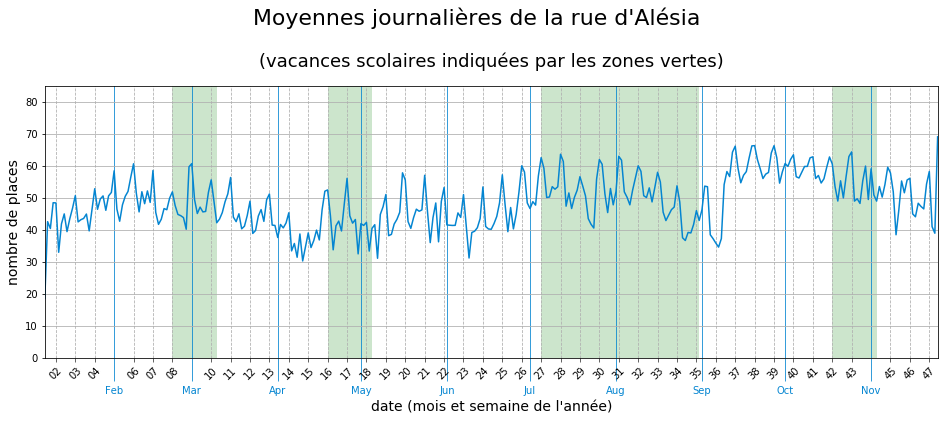 Moyennes journalières de la rue d'Alésia
(vacances scolaires indiquées par les zones vertes)
nombre de places
80
70
60
50
40
30
20
10
0
02 03 04 06 07 08 10 11 12 13 14 15 16 17 18 19 20 21 22 23 24 25 26 27 28 29 30 31 32 33 34 35 36 37 38 39 40 41 42 43 45 46 47
Feb Mar Apr May Jun Jul Aug Sep Oct Nov
date (mois et semaine de l'année)